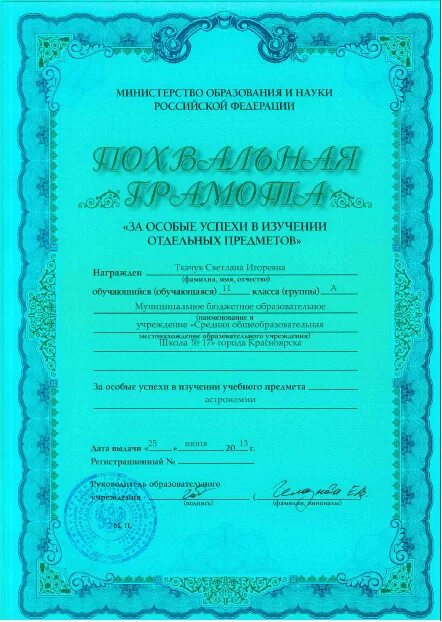 МИНИСТЕРСТВО ОБРАЗОВАНИЯ И НАУКИ
РОССИЙСКОЙ ФЕДЕРАЦИИ
ПОХВАЛЬНАЯ
ГРАМОТА
«ЗА ОСОБЫЕ УСПЕХИ В ИЗУЧЕНИИ
ОТДЕЛЬНЫХ ПРЕДМЕТОВ»
Награжден Ткачук Светлана Игоревна
(фамилия, имя, отчество)
обучающийся (обучающаяся) 11 класса (группы) А
Муниципальное бюджетное образовательное
(наименование и
учреждение «Средняя общеобразовательная
местонахождение образовательного учреждения)
Школа № 17» города Красноярска
За особые успехи в изучении учебного предмета
астрономии
Дата выдачи «25» июня 2013 г.
Регистрационный №
Руководитель образовательного
учреждения (
(подпись) (фамилия, инициалы)
М. П.